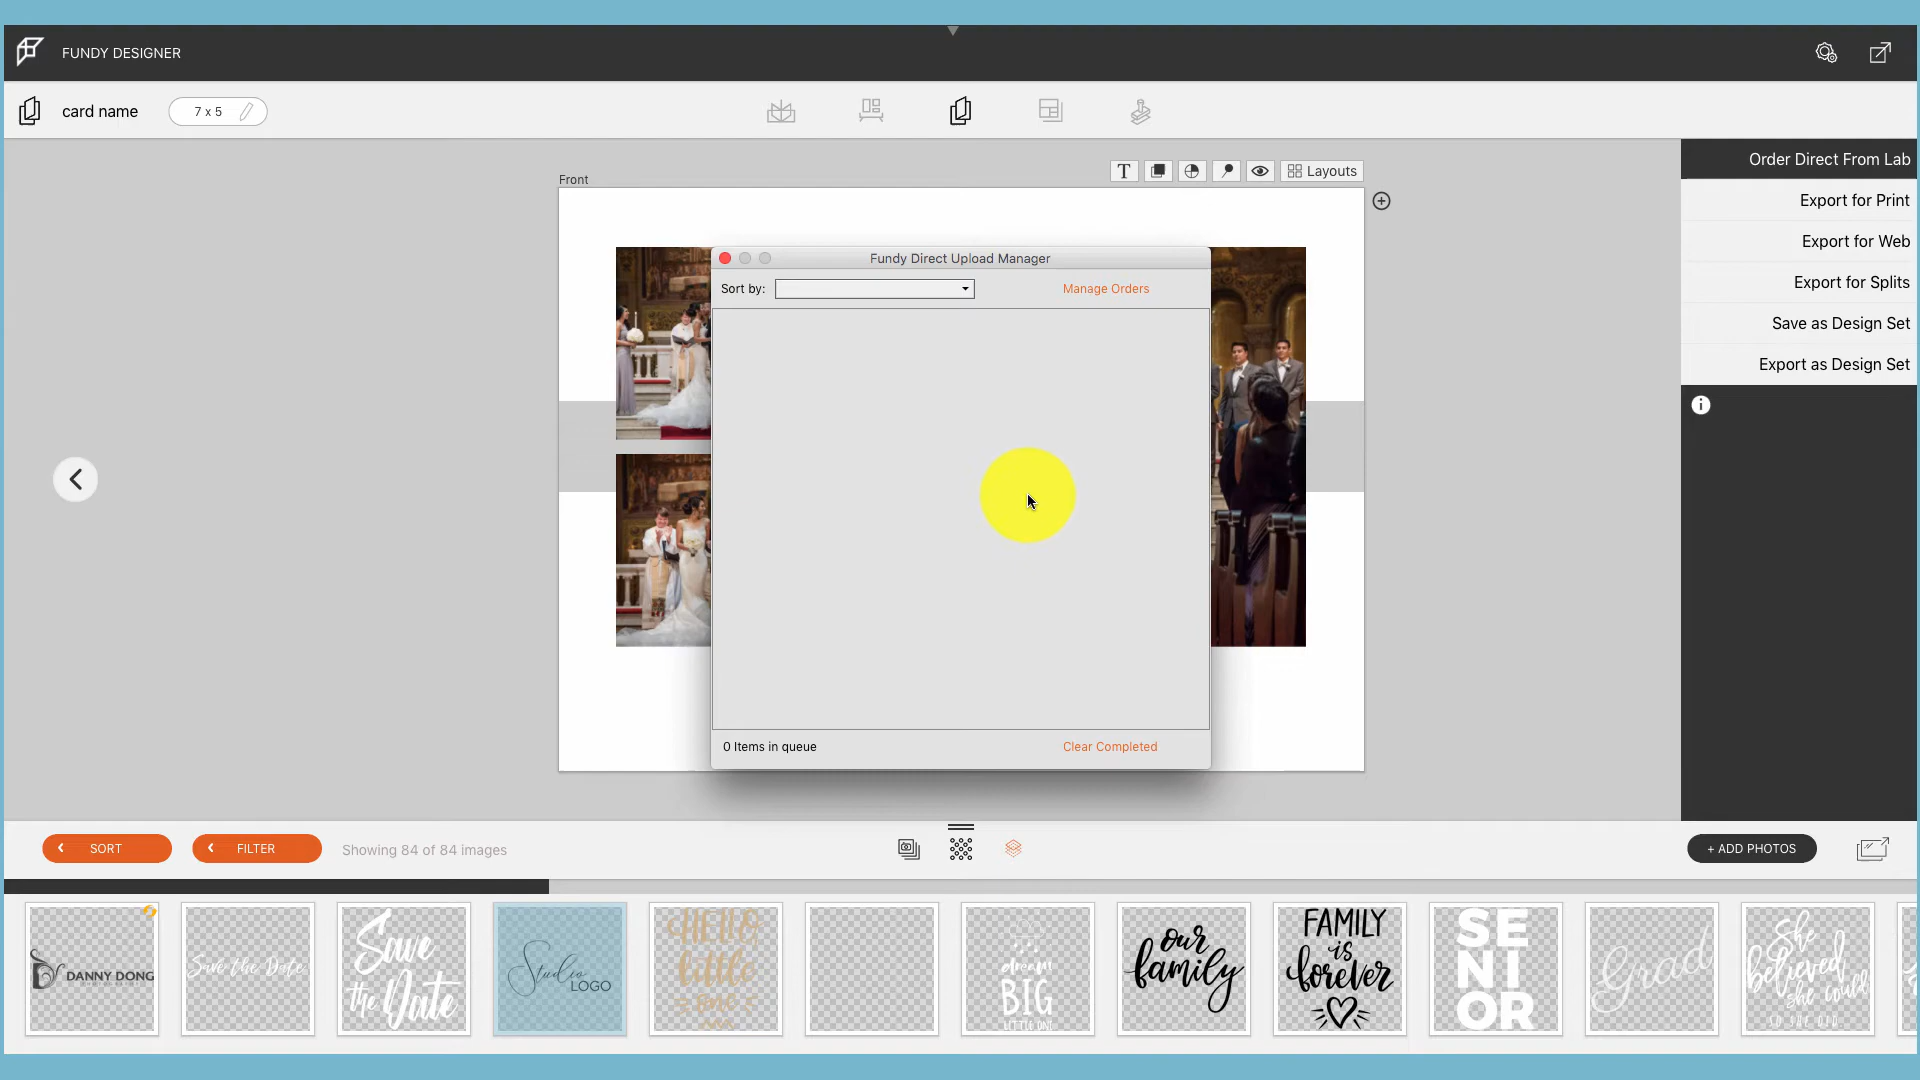 FUNDY DESIGNER
card name
7 x 5
Order Direct From Lab
Export for Print
Export for Web
Export for Splits
Save as Design Set
Export as Design Set
Front
T
Layouts
Fundy Direct Upload Manager
Sort by:
Manage Orders
0 Items in queue
Clear Completed
SORT
FILTER
Showing 84 of 84 images
+ ADD PHOTOS
DANNY DONG
Save the Date
Save
the Date
Studio
LOGO
HELLO
little
one
dream
BIG
LITTLE ONE
our
family
FAMILY
is
forever
SE
NI
OR
Grad
She
believed
she could
SO SHE DID.